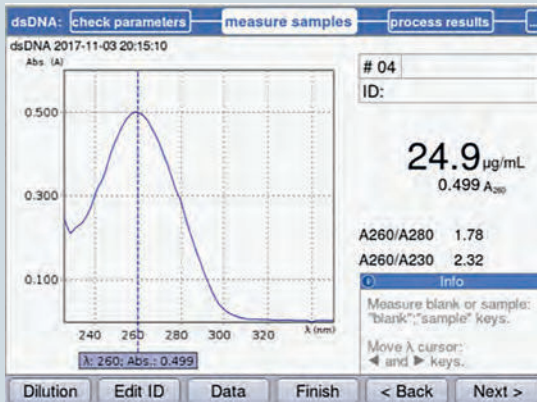 dsDNA: check parameters measure samples process results
dsDNA 2017-11-03 20:15:10
Abs. (A)
# 04
ID:
0.500
0.300
0.100
24.9 µg/mL
0.499 A260
A260/A280 1.78
A260/A230 2.32
Info
Measure blank or sample:
"blank";"sample" keys.
Move λ cursor:
◄ and ► keys.
240 260 280 300 320 λ (nm)
λ: 260; Abs.: 0.499
Dilution Edit ID Data Finish < Back Next >